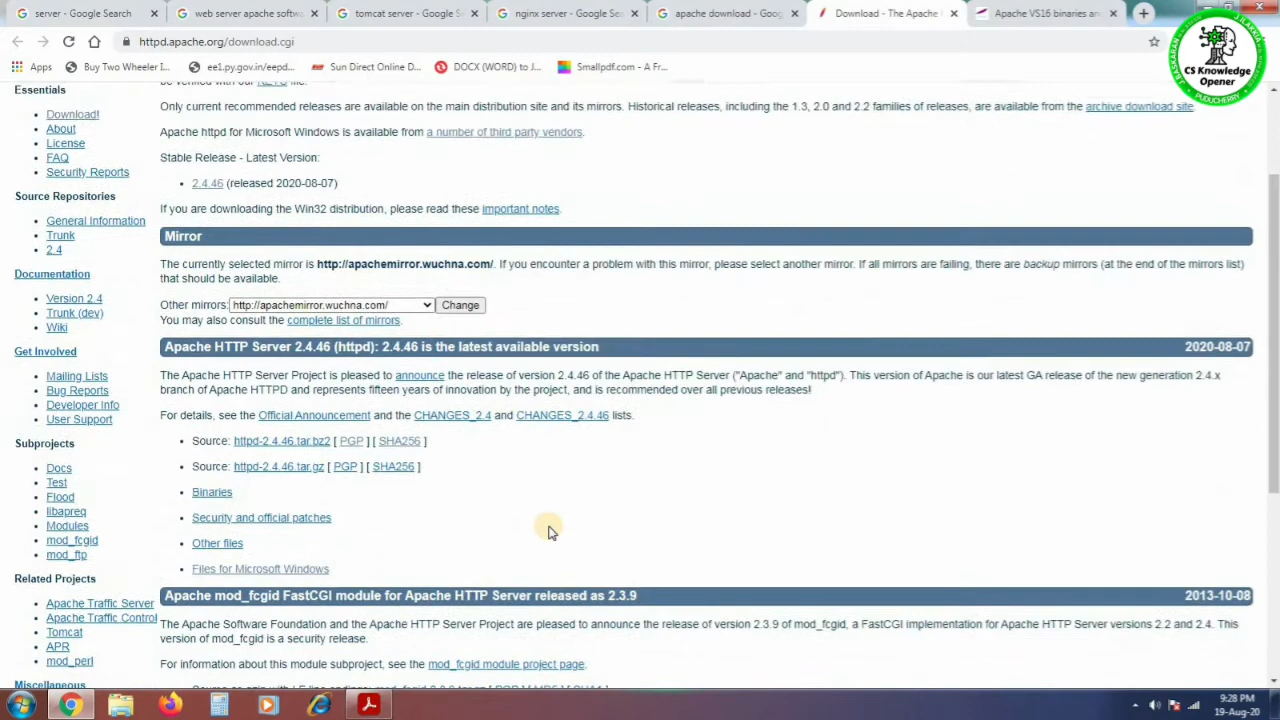 server - Google Search
web server apache softw
tomcat server - Google S
nginx server - Google Sea
apache download - Goog
Download - The Apache
Apache VS16 binaries an
httpd.apache.org/download.cgi
Apps
Buy Two Wheeler I...
ee1.py.gov.in/eepd...
Sun Direct Online D...
DOCX (WORD) to J...
Smallpdf.com - A Fr...
J.BASKARAN
J.ILAKKIA
CS Knowledge
Opener
PUDUCHERRY
Essentials
Download!
About
License
FAQ
Security Reports
Source Repositories
General Information
Trunk
2.4
Documentation
Version 2.4
Trunk (dev)
Wiki
Get Involved
Mailing Lists
Bug Reports
Developer Info
User Support
Subprojects
Docs
Test
Flood
libapreq
Modules
mod_fcgid
mod_ftp
Related Projects
Apache Traffic Server
Apache Traffic Control
Tomcat
APR
mod_perl
Miscellaneous
be verified with our KEYS file.
Only current recommended releases are available on the main distribution site and its mirrors. Historical releases, including the 1.3, 2.0 and 2.2 families of releases, are available from the archive download site.
Apache httpd for Microsoft Windows is available from a number of third party vendors.
Stable Release - Latest Version:
2.4.46 (released 2020-08-07)
If you are downloading the Win32 distribution, please read these important notes.
Mirror
The currently selected mirror is http://apachemirror.wuchna.com/. If you encounter a problem with this mirror, please select another mirror. If all mirrors are failing, there are backup mirrors (at the end of the mirrors list)
that should be available.
Other mirrors: http://apachemirror.wuchna.com/ Change
You may also consult the complete list of mirrors.
Apache HTTP Server 2.4.46 (httpd): 2.4.46 is the latest available version 2020-08-07
The Apache HTTP Server Project is pleased to announce the release of version 2.4.46 of the Apache HTTP Server ("Apache" and "httpd"). This version of Apache is our latest GA release of the new generation 2.4.x
branch of Apache HTTPD and represents fifteen years of innovation by the project, and is recommended over all previous releases!
For details, see the Official Announcement and the CHANGES_2.4 and CHANGES_2.4.46 lists.
Source: httpd-2.4.46.tar.bz2 [ PGP ] [ SHA256 ]
Source: httpd-2.4.46.tar.gz [ PGP ] [ SHA256 ]
Binaries
Security and official patches
Other files
Files for Microsoft Windows
Apache mod_fcgid FastCGI module for Apache HTTP Server released as 2.3.9 2013-10-08
The Apache Software Foundation and the Apache HTTP Server Project are pleased to announce the release of version 2.3.9 of mod_fcgid, a FastCGI implementation for Apache HTTP Server versions 2.2 and 2.4. This
version of mod_fcgid is a security release.
For information about this module subproject, see the mod_fcgid module project page.
9:28 PM
19-Aug-20